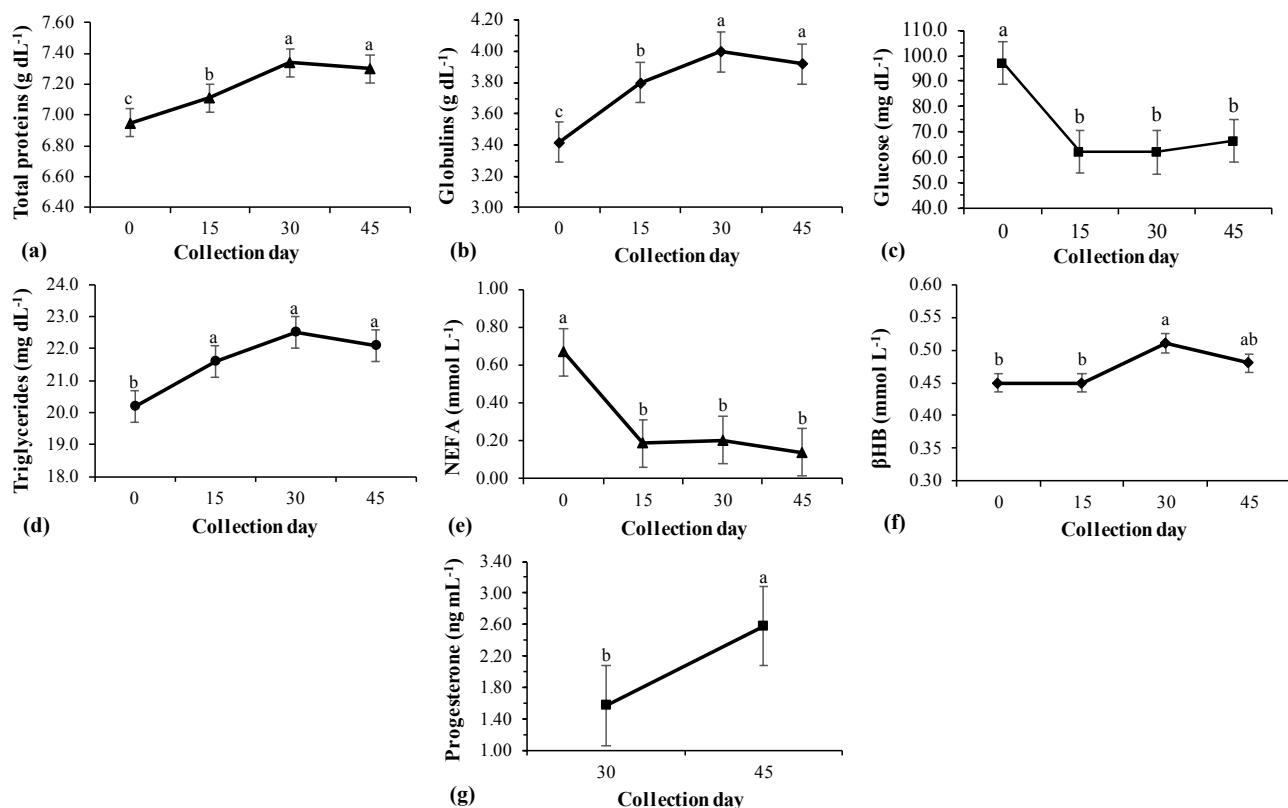 Total proteins (g dL-1)
7.60
7.40
7.20
7.00
6.80
6.60
6.40
c
b
a
a
0 15 30 45
Collection day
(a)
Globulins (g dL-1)
4.20
4.00
3.80
3.60
3.40
3.20
3.00
c
b
a
a
0 15 30 45
Collection day
(b)
Glucose (mg dL-1)
110.0
100.0
90.0
80.0
70.0
60.0
50.0
40.0
a
b
b
b
0 15 30 45
Collection day
(c)
Triglycerides (mg dL-1)
24.0
23.0
22.0
21.0
20.0
19.0
18.0
b
a
a
a
0 15 30 45
Collection day
(d)
NEFA (mmol L-1)
1.00
0.80
0.60
0.40
0.20
0.00
a
b
b
b
0 15 30 45
Collection day
(e)
βHB (mmol L-1)
0.60
0.55
0.50
0.45
0.40
0.35
0.30
b
b
a
ab
0 15 30 45
Collection day
(f)
Progesterone (ng mL-1)
3.40
3.00
2.60
2.20
1.80
1.40
1.00
b
a
30 45
Collection day
(g)